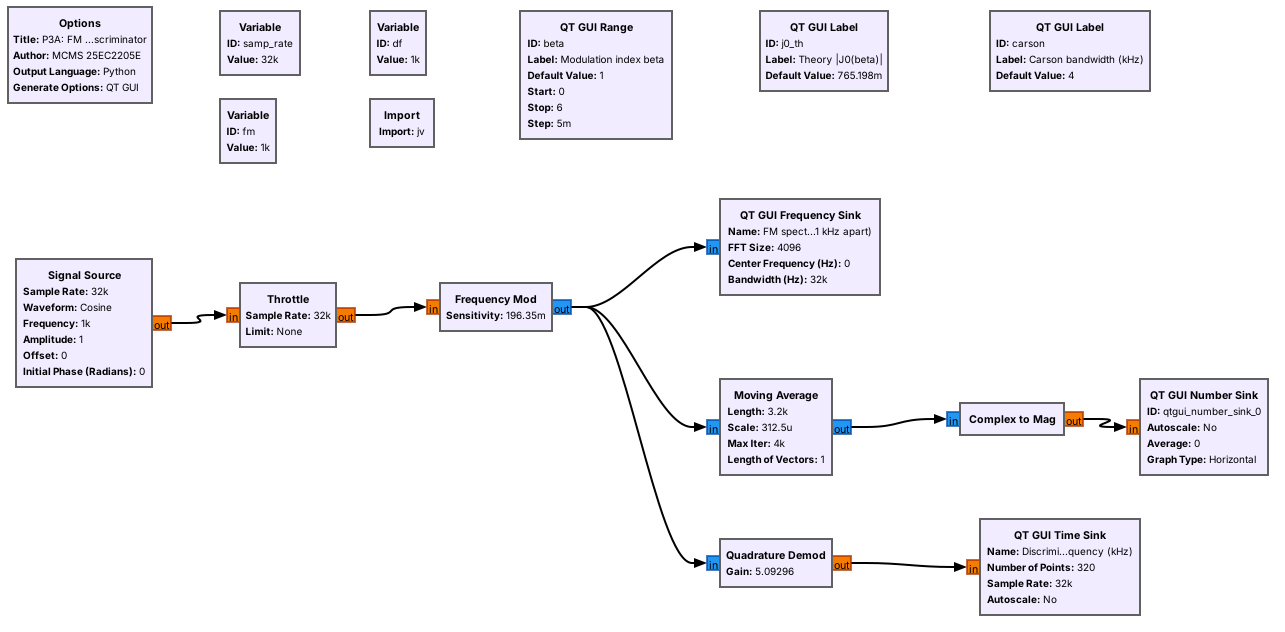 Options
Title: P3A: FM ...scriminator
Author: MCMS 25EC2205E
Output Language: Python
Generate Options: QT GUI
Variable
ID: samp_rate
Value: 32k
Variable
ID: df
Value: 1k
QT GUI Range
ID: beta
Label: Modulation index beta
Default Value: 1
Start: 0
Stop: 6
Step: 5m
QT GUI Label
ID: j0_th
Label: Theory |J0(beta)|
Default Value: 765.198m
QT GUI Label
ID: carson
Label: Carson bandwidth (kHz)
Default Value: 4
Variable
ID: fm
Value: 1k
Import
Import: jv
Signal Source
Sample Rate: 32k
Waveform: Cosine
Frequency: 1k
Amplitude: 1
Offset: 0
Initial Phase (Radians): 0
out
in
Throttle
Sample Rate: 32k
Limit: None
out
in
Frequency Mod
Sensitivity: 196.35m
out
in
QT GUI Frequency Sink
Name: FM spect...1 kHz apart)
FFT Size: 4096
Center Frequency (Hz): 0
Bandwidth (Hz): 32k
in
Moving Average
Length: 3.2k
Scale: 312.5u
Max Iter: 4k
Length of Vectors: 1
out
in
Complex to Mag
out
in
QT GUI Number Sink
ID: qtgui_number_sink_0
Autoscale: No
Average: 0
Graph Type: Horizontal
in
Quadrature Demod
Gain: 5.09296
out
in
QT GUI Time Sink
Name: Discrimi...quency (kHz)
Number of Points: 320
Sample Rate: 32k
Autoscale: No